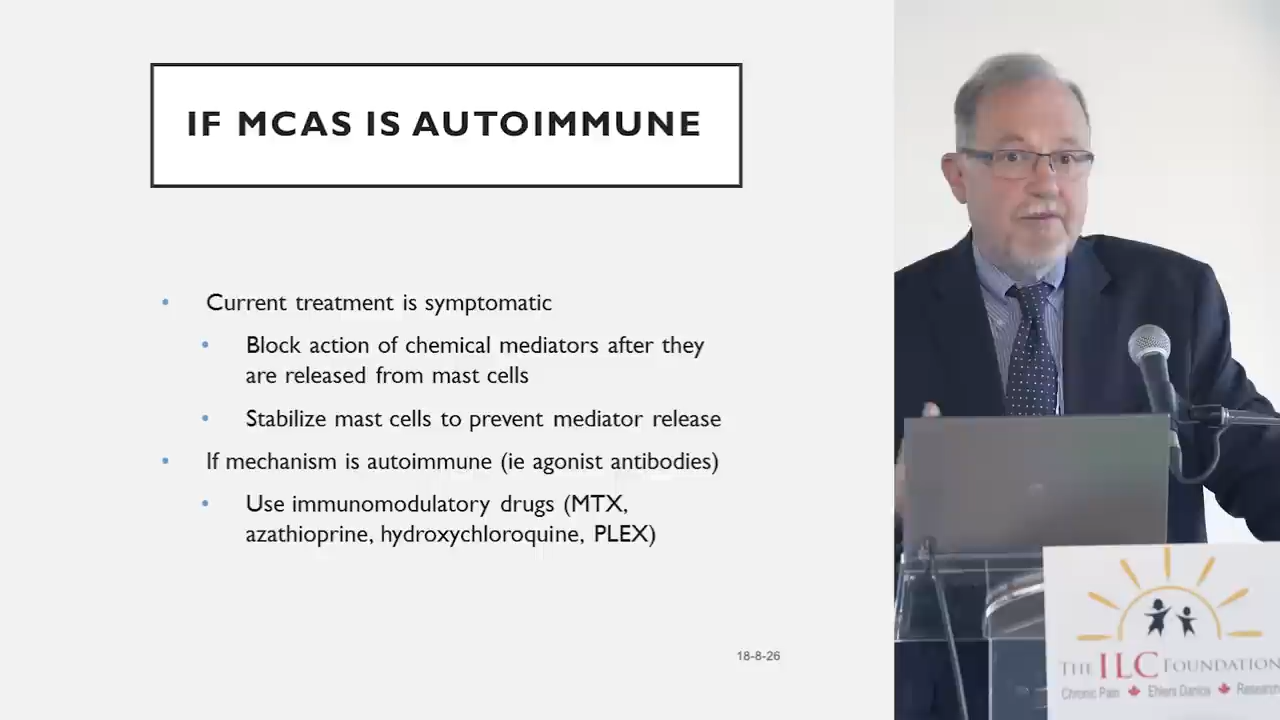 IF MCAS IS AUTOIMMUNE
• Current treatment is symptomatic
• Block action of chemical mediators after they
are released from mast cells
• Stabilize mast cells to prevent mediator release
• If mechanism is autoimmune (ie agonist antibodies)
• Use immunomodulatory drugs (MTX,
azathioprine, hydroxychloroquine, PLEX)
18-8-26
THE ILC FOUNDATION
Chronic Pain Ehlers Danlos Research